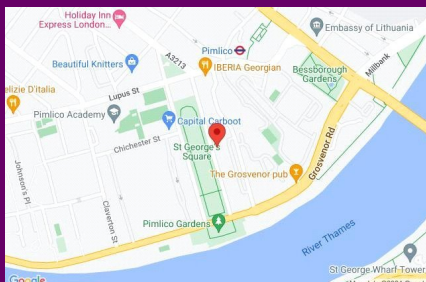 Holiday Inn
Express London...
Embassy of Lithuania
A3213
Pimlico
Millbank
Beautiful Knitters
IBERIA Georgian
Bessborough
Gardens
elizie D'italia
Lupus St
Pimlico Academy
Capital Carboot
Chichester St
St George's
Square
Grosvenor Rd
Johnson's Pl
The Grosvenor pub
Claverton St
Pimlico Gardens
River Thames
St George Wharf Tower
Google